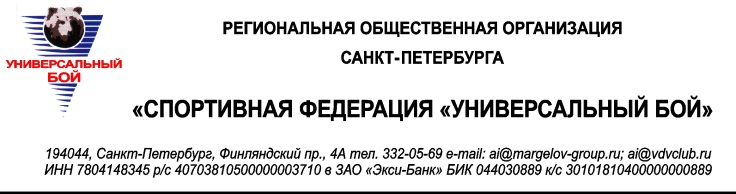 РЕГИОНАЛЬНАЯ ОБЩЕСТВЕННАЯ ОРГАНИЗАЦИЯ
САНКТ-ПЕТЕРБУРГА
УНИВЕРСАЛЬНЫЙ
БОЙ
«СПОРТИВНАЯ ФЕДЕРАЦИЯ «УНИВЕРСАЛЬНЫЙ БОЙ»
194044, Санкт-Петербург, Финляндский пр., 4А тел. 332-05-69 e-mail: ai@margelov-group.ru; ai@vdvclub.ru
ИНН 7804148345 р/с 40703810500000003710 в ЗАО «Экси-Банк» БИК 044030889 к/с 30101810400000000889